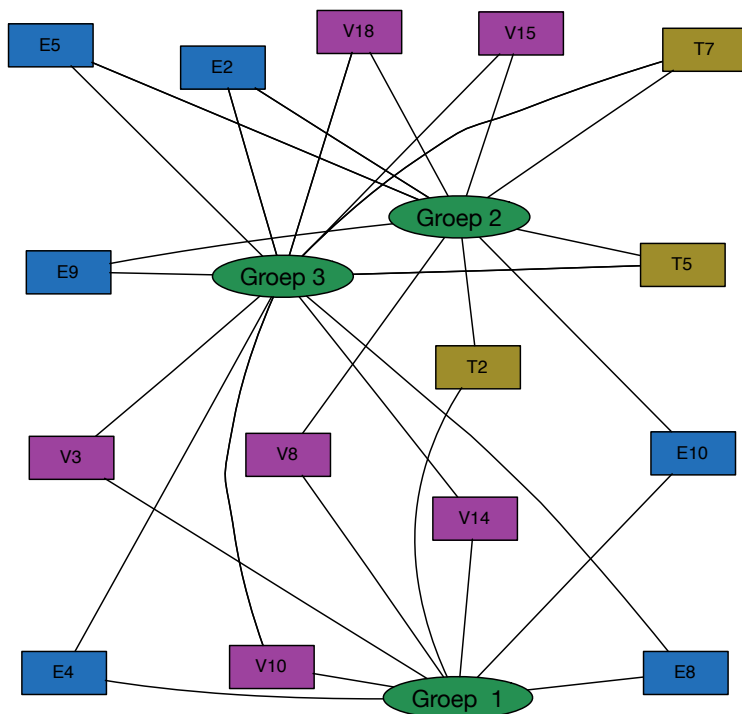 E5
E2
V18
V15
T7
Groep 2
E9
Groep 3
T5
T2
V3
V8
E10
V14
E4
V10
Groep 1
E8